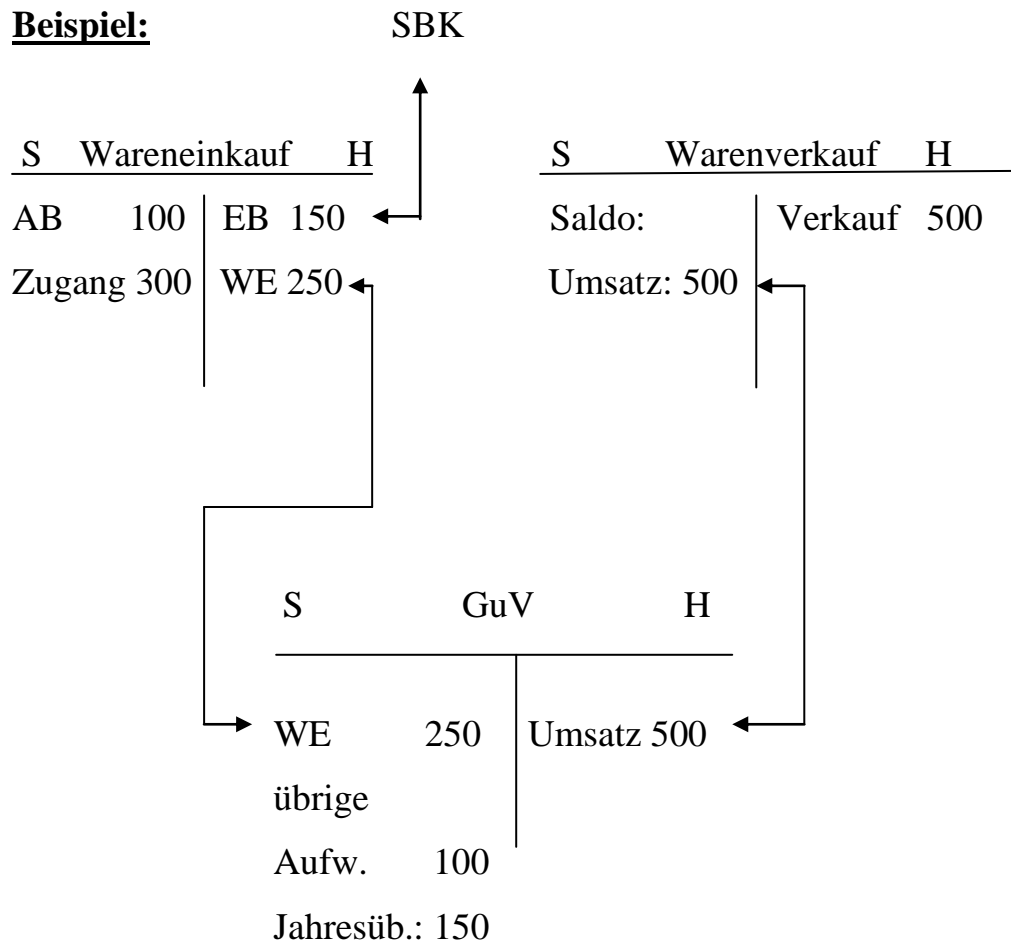 Beispiel: SBK
S Wareneinkauf H
AB 100 EB 150
Zugang 300 WE 250
S Warenverkauf H
Saldo: Verkauf 500
Umsatz: 500
S GuV H
WE 250 Umsatz 500
übrige
Aufw. 100
Jahresüb.: 150